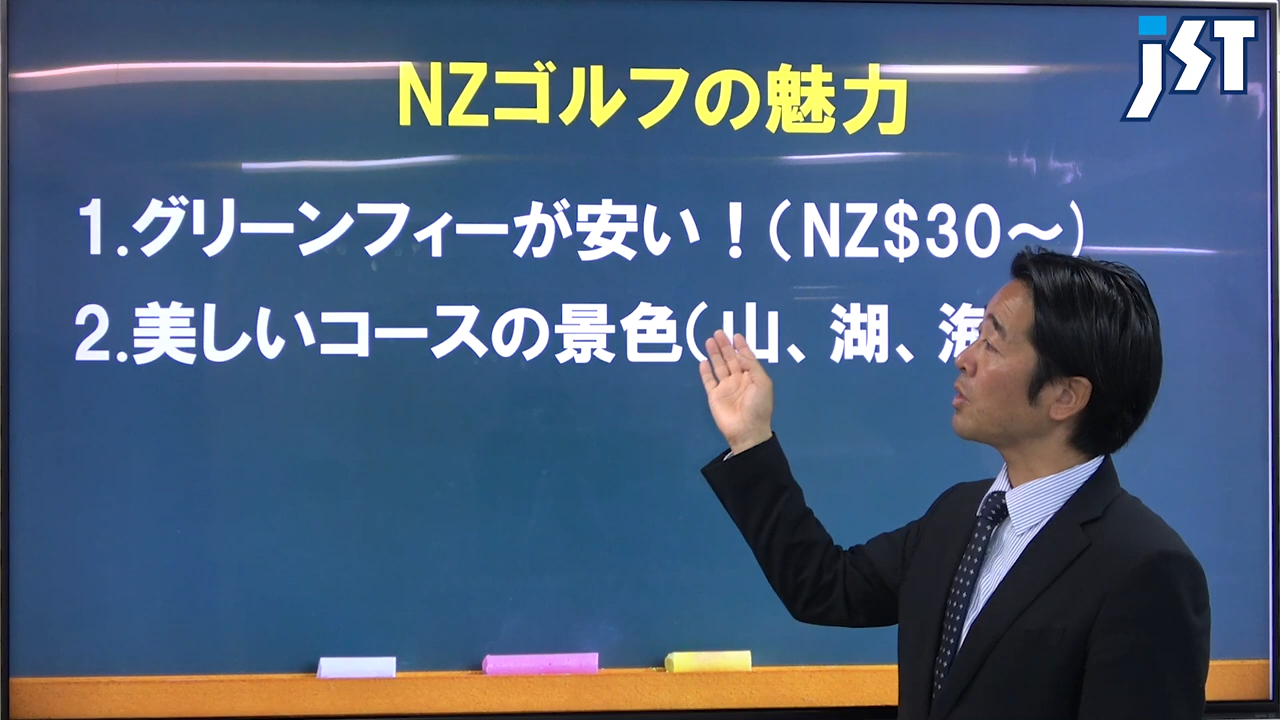 jST
NZゴルフの魅力
1.グリーンフィーが安い！（NZ$30～）
2.美しいコースの景色（山、湖、海